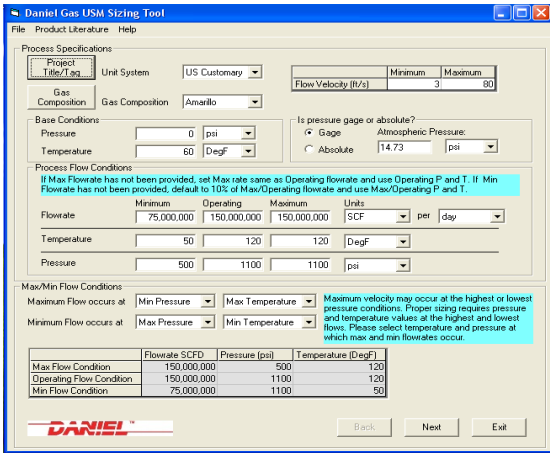 Daniel Gas USM Sizing Tool
File Product Literature Help
Process Specifications
Project
Title/Tag
Unit System US Customary
Minimum Maximum
Flow Velocity (ft/s) 3 80
Gas
Composition
Gas Composition Amarillo
Base Conditions
Pressure 0 psi
Temperature 60 DegF
Is pressure gage or absolute?
Gage Atmospheric Pressure:
Absolute 14.73 psi
Process Flow Conditions
If Max Flowrate has not been provided, set Max rate same as Operating flowrate and use Operating P and T. If Min
Flowrate has not been provided, default to 10% of Max/Operating flowrate and use Max/Operating P and T.
Minimum Operating Maximum Units
Flowrate 75,000,000 150,000,000 150,000,000 SCF per day
Temperature 50 120 120 DegF
Pressure 500 1100 1100 psi
Max/Min Flow Conditions
Maximum Flow occurs at Min Pressure Max Temperature
Minimum Flow occurs at Max Pressure Min Temperature
Maximum velocity may occur at the highest or lowest
pressure conditions. Proper sizing requires pressure
and temperature values at the highest and lowest
flows. Please select temperature and pressure at
which max and min flowrates occur.
Flowrate SCFD Pressure (psi) Temperature (DegF)
Max Flow Condition 150,000,000 500 120
Operating Flow Condition 150,000,000 1100 120
Min Flow Condition 75,000,000 1100 50
DANIEL™
Back Next Exit